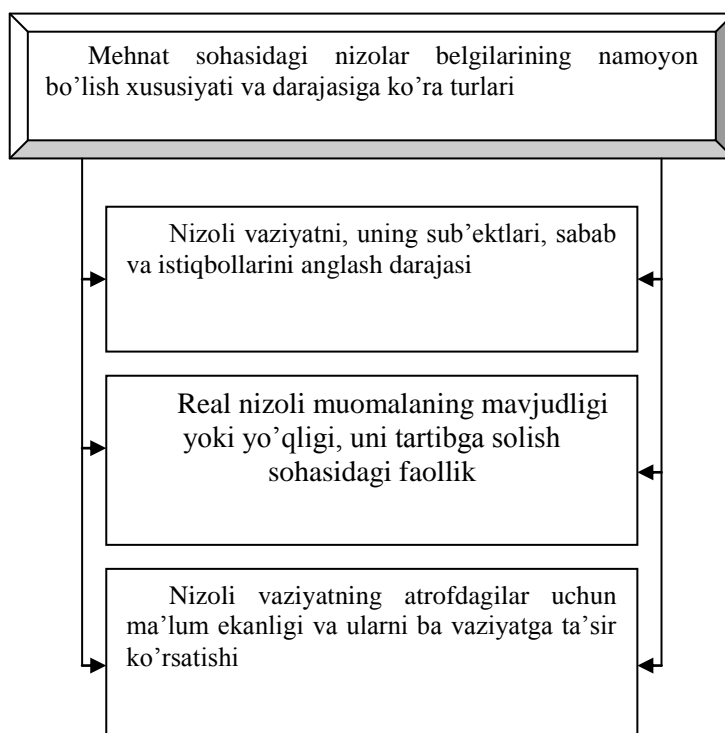 Mehnat sohasidagi nizolar belgilarining namoyon
bo’lish xususiyati va darajasiga ko’ra turlari
Nizoli vaziyatni, uning sub’ektlari, sabab
va istiqbollarini anglash darajasi
Real nizoli muomalaning mavjudligi
yoki yo’qligi, uni tartibga solish
sohasidagi faollik
Nizoli vaziyatning atrofdagilar uchun
ma’lum ekanligi va ularni ba vaziyatga ta’sir
ko’rsatishi